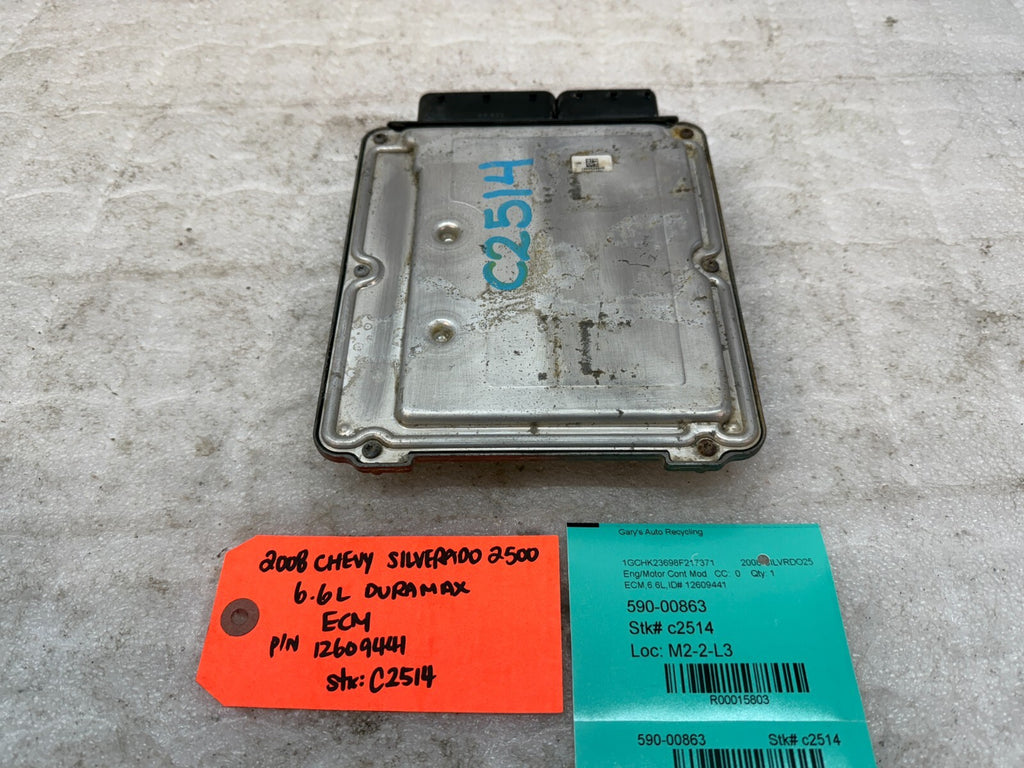 C2514
2008 CHEVY SILVERADO 2500
6.6L DURAMAX
ECM
P/N 12609441
stk: C2514
Gary's Auto Recycling
1GCHK23698F217371 2008 SILVRDO25
Eng/Motor Cont Mod CC: 0 Qty: 1
ECM,6.6L,ID# 12609441
590-00863
Stk# c2514
Loc: M2-2-L3
R00015803
590-00863 Stk# c2514